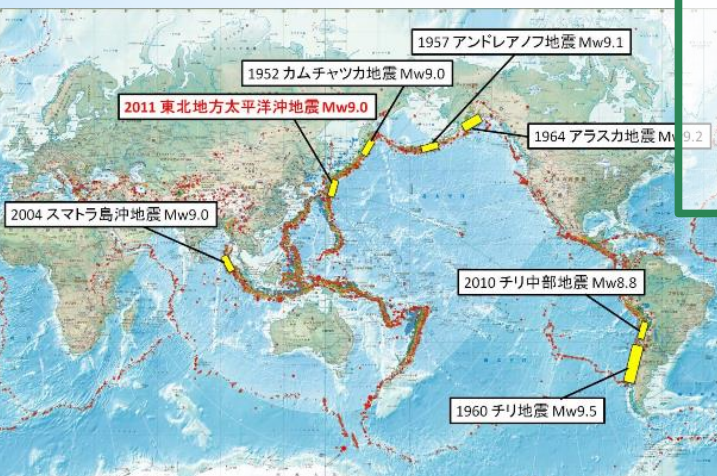 1957 アンドレアノフ地震 Mw9.1
1952 カムチャツカ地震 Mw9.0
2011 東北地方太平洋沖地震 Mw9.0
1964 アラスカ地震 Mw9.2
2004 スマトラ島沖地震 Mw9.0
2010 チリ中部地震 Mw8.8
1960 チリ地震 Mw9.5